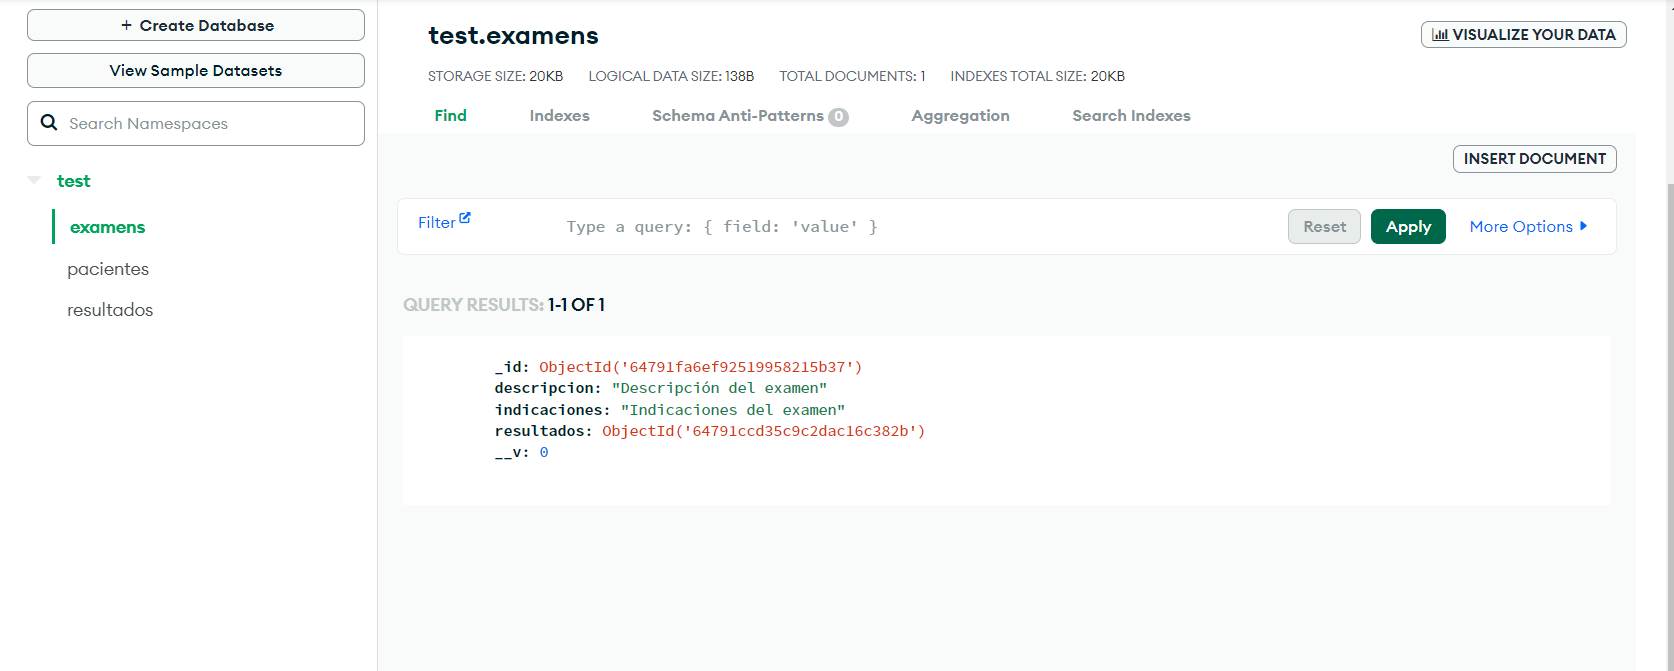 + Create Database
View Sample Datasets
Search Namespaces
test
examens
pacientes
resultados
test.examens
VISUALIZE YOUR DATA
STORAGE SIZE: 20KB LOGICAL DATA SIZE: 138B TOTAL DOCUMENTS: 1 INDEXES TOTAL SIZE: 20KB
Find Indexes Schema Anti-Patterns 0 Aggregation Search Indexes
INSERT DOCUMENT
Filter Type a query: { field: 'value' } Reset Apply More Options
QUERY RESULTS: 1-1 OF 1
_id: ObjectId('64791fa6ef92519958215b37')
descripcion: "Descripción del examen"
indicaciones: "Indicaciones del examen"
resultados: ObjectId('64791ccd35c9c2dac16c382b')
__v: 0